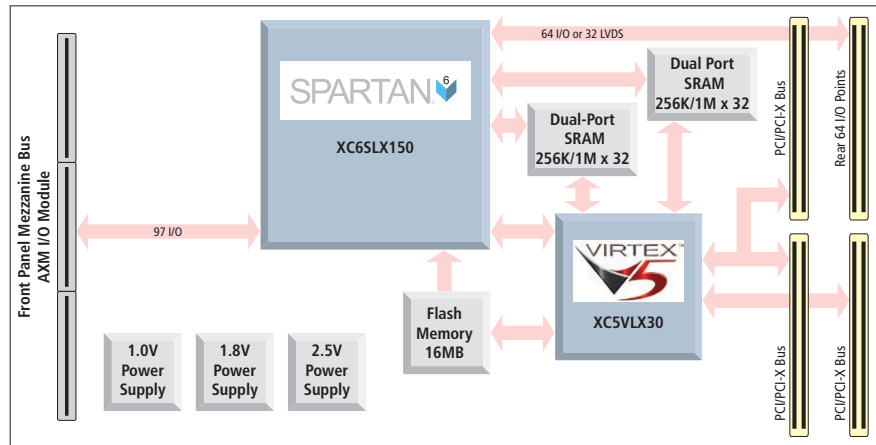 64 I/O or 32 LVDS
SPARTAN® 6
XC6SLX150
Dual Port
SRAM
256K/1M x 32
Dual-Port
SRAM
256K/1M x 32
PCI/PCI-X Bus
Rear 64 I/O Points
Front Panel Mezzanine Bus
AXM I/O Module
97 I/O
VIRTEX™
5
XC5VLX30
Flash
Memory
16MB
1.0V
Power
Supply
1.8V
Power
Supply
2.5V
Power
Supply
PCI/PCI-X Bus
PCI/PCI-X Bus